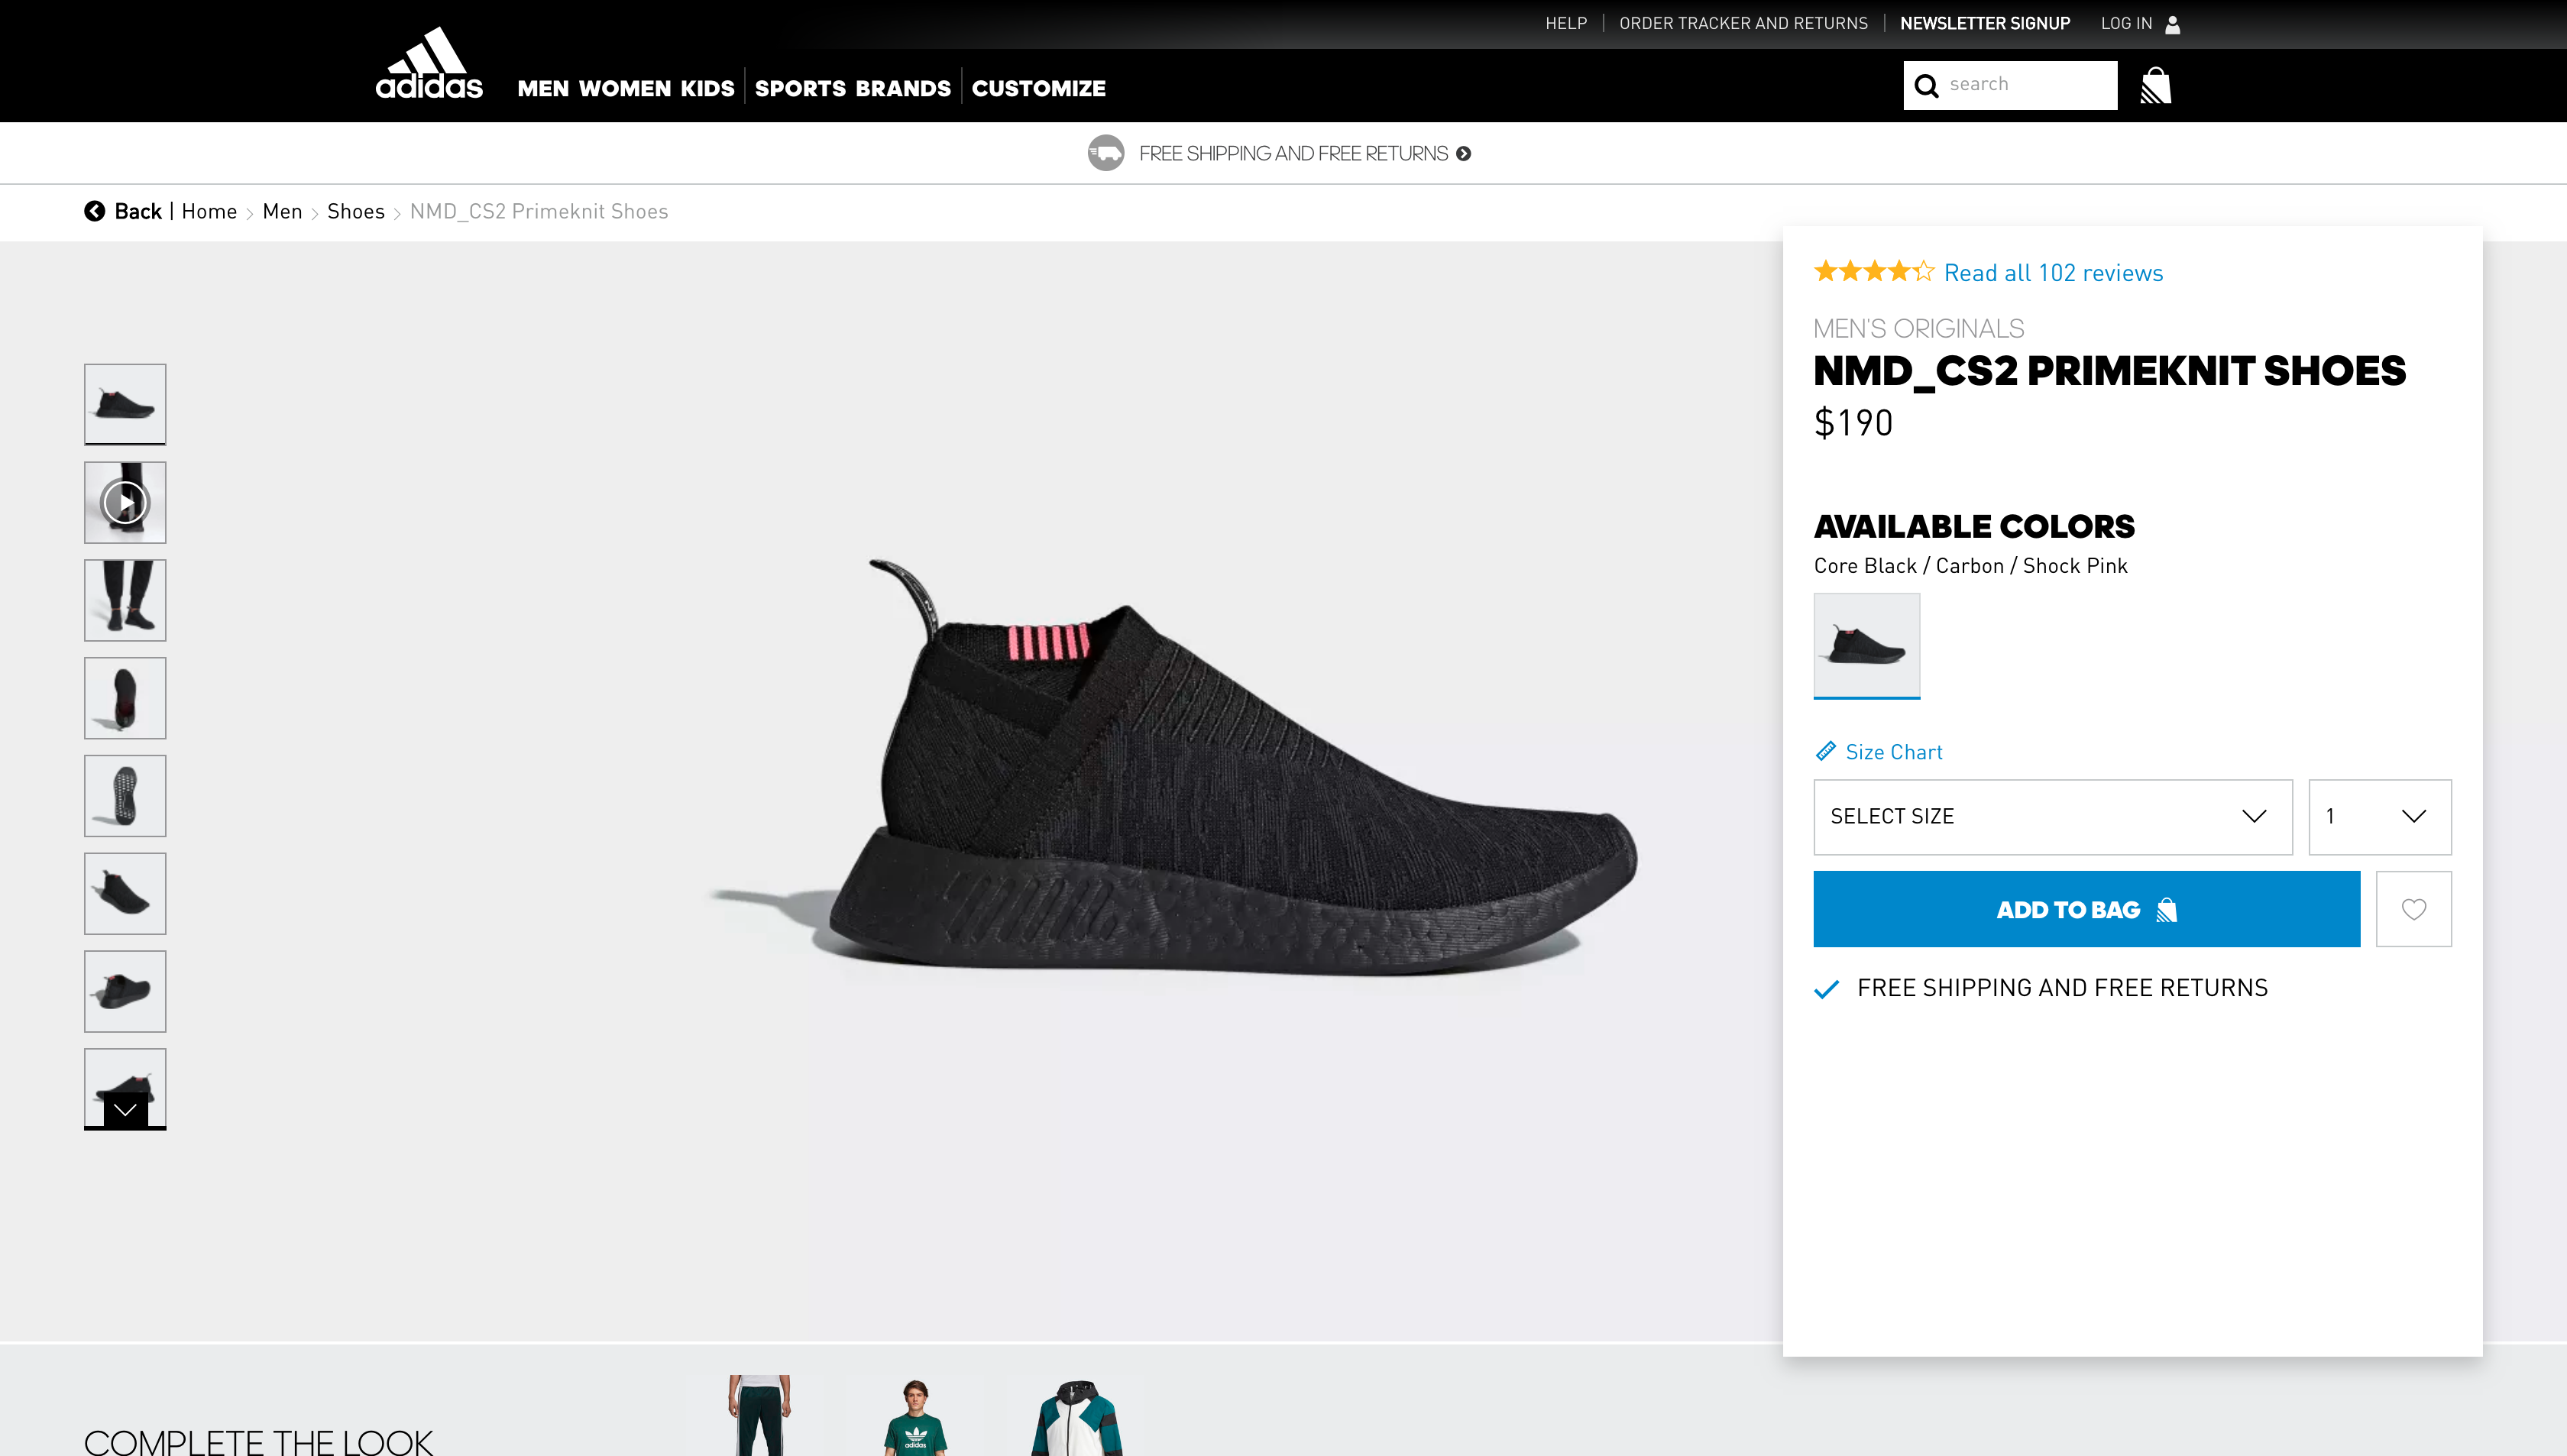 HELP
ORDER TRACKER AND RETURNS
NEWSLETTER SIGNUP
LOG IN
adidas
MEN WOMEN KIDS SPORTS BRANDS CUSTOMIZE
search
FREE SHIPPING AND FREE RETURNS
Back | Home Men Shoes NMD_CS2 Primeknit Shoes
Read all 102 reviews
MEN'S ORIGINALS
NMD_CS2 PRIMEKNIT SHOES
$190
AVAILABLE COLORS
Core Black / Carbon / Shock Pink
Size Chart
SELECT SIZE
1
ADD TO BAG
FREE SHIPPING AND FREE RETURNS
COMPLETE THE LOOK
adidas